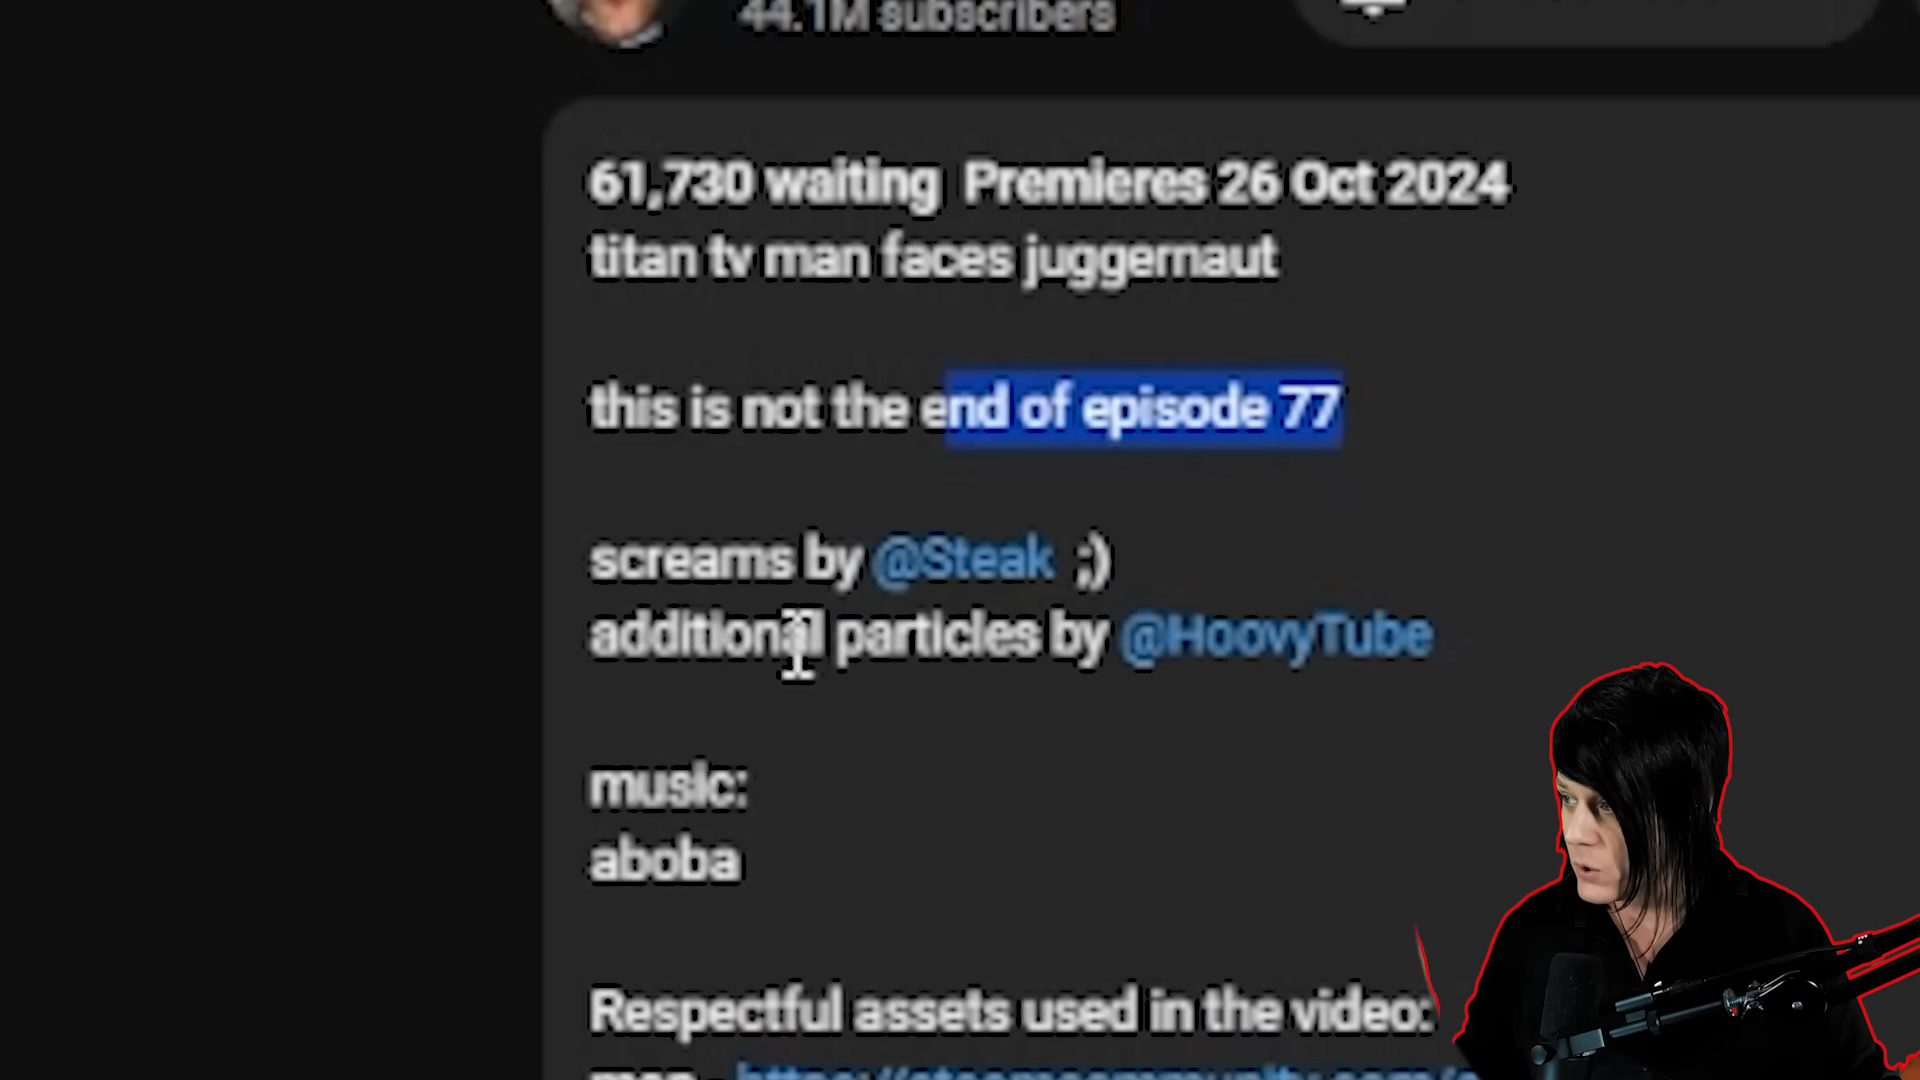 44.1M subscribers
61,730 waiting Premieres 26 Oct 2024
titan tv man faces juggernaut
this is not the end of episode 77
screams by @Steak ;)
additional particles by @HoovyTube
music:
aboba
Respectful assets used in the video: